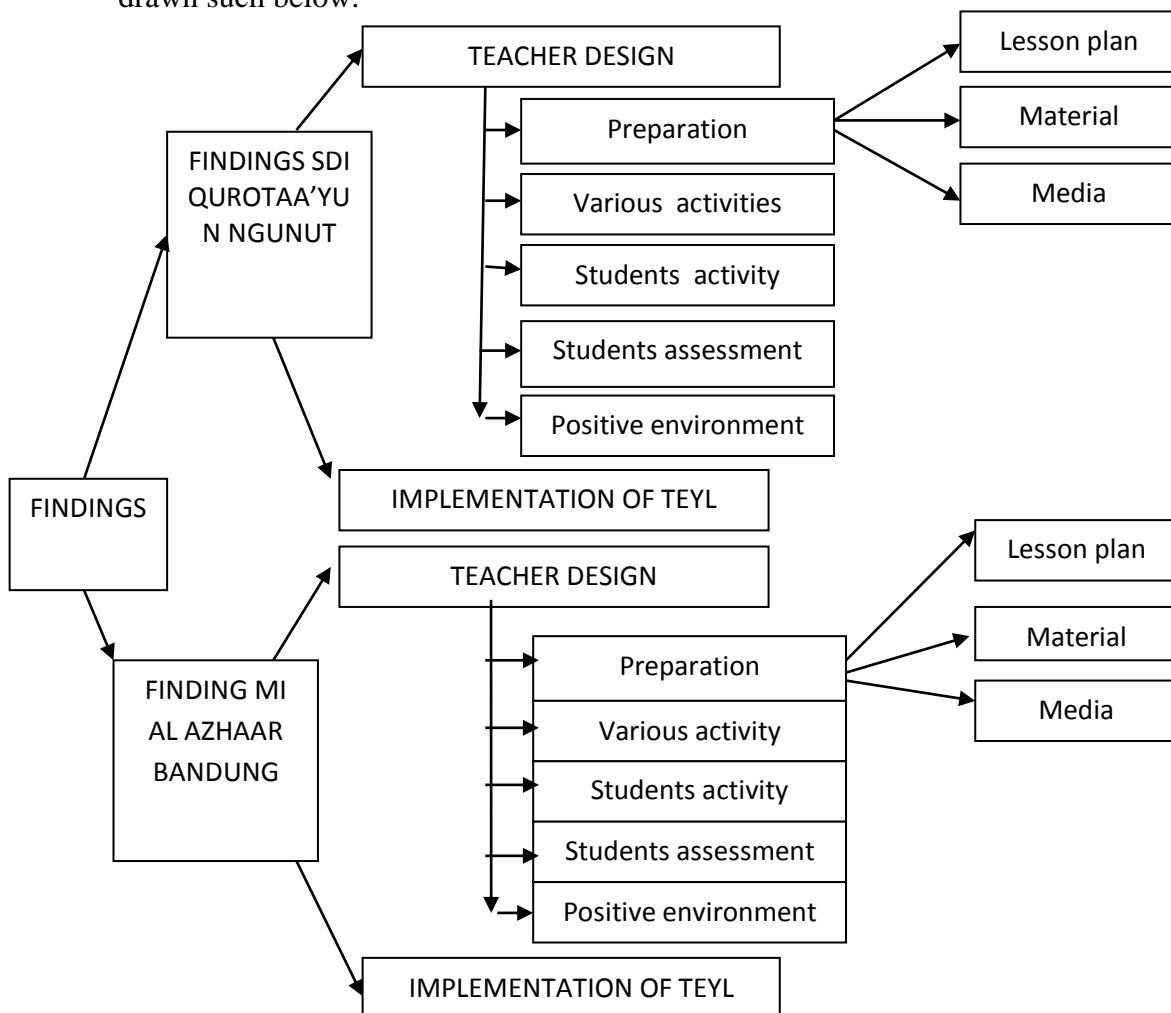 drawn such below:
TEACHER DESIGN
Lesson plan
Preparation
Material
Media
FINDINGS SDI
QUROTAA’YU
N NGUNUT
Various  activities
Students  activity
Students assessment
Positive environment
IMPLEMENTATION OF TEYL
FINDINGS
TEACHER DESIGN
Lesson plan
Preparation
Material
Media
FINDING MI
AL AZHAAR
BANDUNG
Various activity
Students activity
Students assessment
Positive environment
IMPLEMENTATION OF TEYL